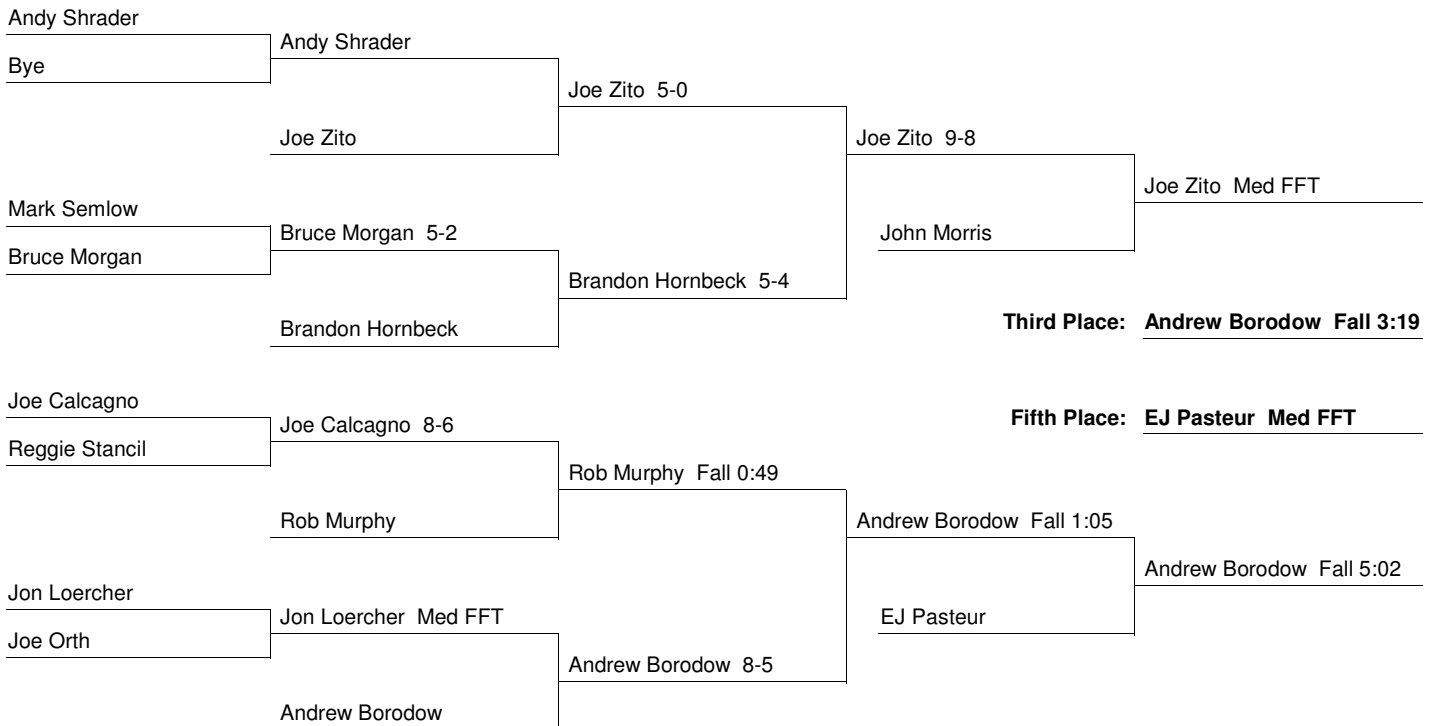 Andy Shrader
Andy Shrader
Bye
Joe Zito 5-0
Joe Zito
Joe Zito 9-8
Joe Zito Med FFT
Mark Semlow
Bruce Morgan 5-2
John Morris
Bruce Morgan
Brandon Hornbeck 5-4
Brandon Hornbeck
Third Place: Andrew Borodow Fall 3:19
Joe Calcagno
Joe Calcagno 8-6
Fifth Place: EJ Pasteur Med FFT
Reggie Stancil
Rob Murphy Fall 0:49
Rob Murphy
Andrew Borodow Fall 1:05
Andrew Borodow Fall 5:02
Jon Loercher
Jon Loercher Med FFT
EJ Pasteur
Joe Orth
Andrew Borodow 8-5
Andrew Borodow